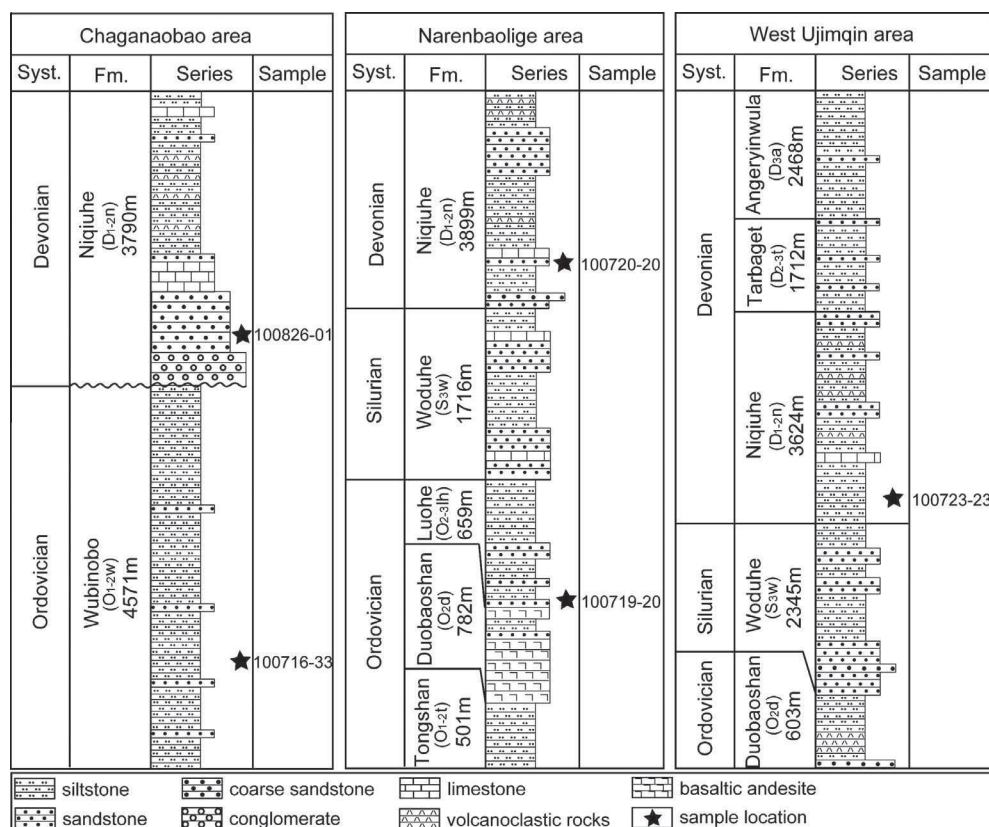 Chaganaobao area
Syst. Fm. Series Sample
Devonian
Niqiuhe
(D1-2n)
3790m
100826-01
Ordovician
Wubinobo
(O1-2w)
4571m
100716-33
Narenbaolige area
Syst. Fm. Series Sample
Devonian
Niqiuhe
(D1-2n)
3899m
100720-20
Silurian
Woduhe
(S3w)
1716m
Ordovician
Luohe
(O2-3lh)
659m
Duobaoshan
(O2d)
782m
100719-20
Tongshan
(O1-2t)
501m
West Ujimqin area
Syst. Fm. Series Sample
Devonian
Angeryinwula
(D3a)
2468m
Tarbaget
(D2-3t)
1712m
Niqiuhe
(D1-2n)
3624m
100723-23
Silurian
Woduhe
(S3w)
2345m
Ordovician
Duobaoshan
(O2d)
603m
siltstone coarse sandstone limestone basaltic andesite
sandstone conglomerate volcanoclastic rocks sample location